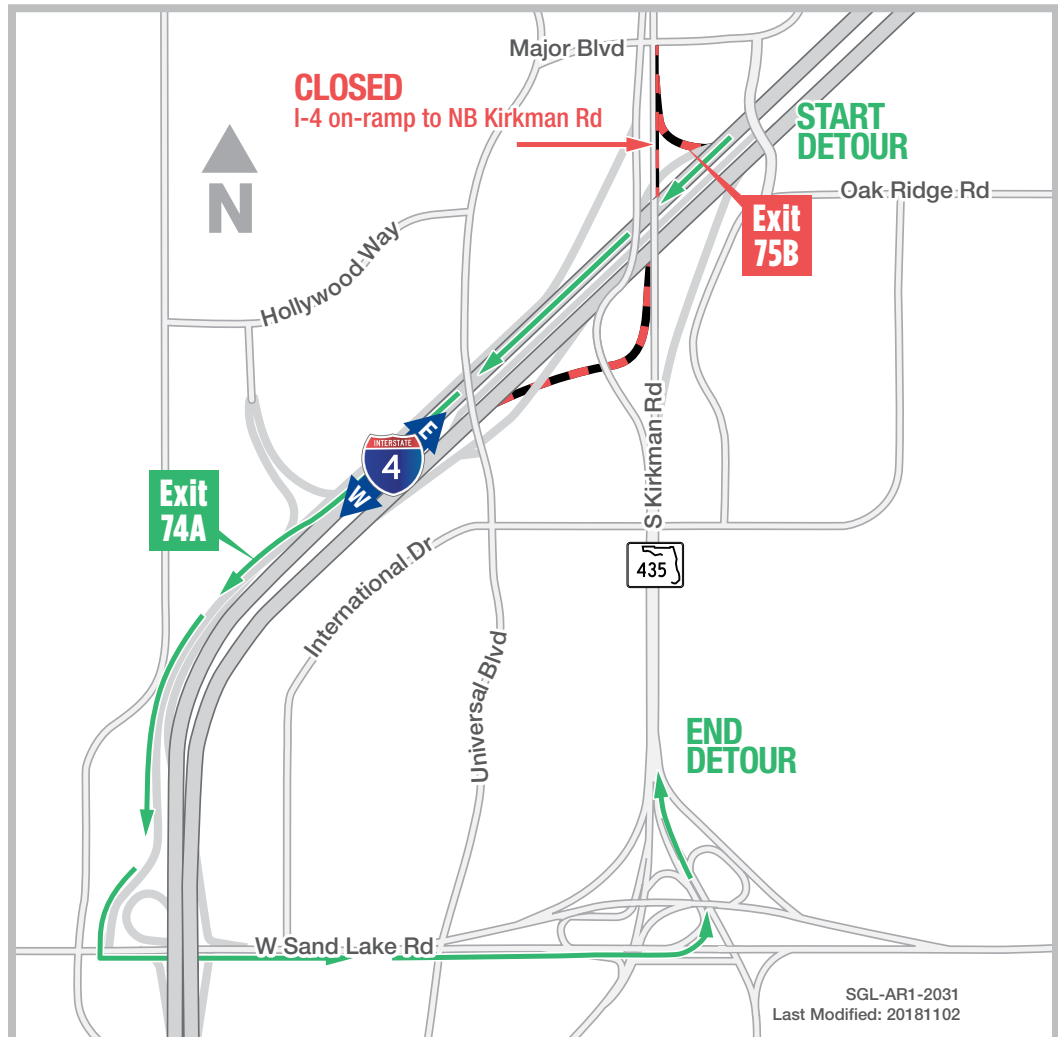 Major Blvd
CLOSED
I-4 on-ramp to NB Kirkman Rd
START
DETOUR
N
Oak Ridge Rd
Exit
75B
Hollywood Way
S Kirkman Rd
E
INTERSTATE
4
W
Exit
74A
International Dr
435
Universal Blvd
END
DETOUR
W Sand Lake Rd
SGL-AR1-2031
Last Modified: 20181102